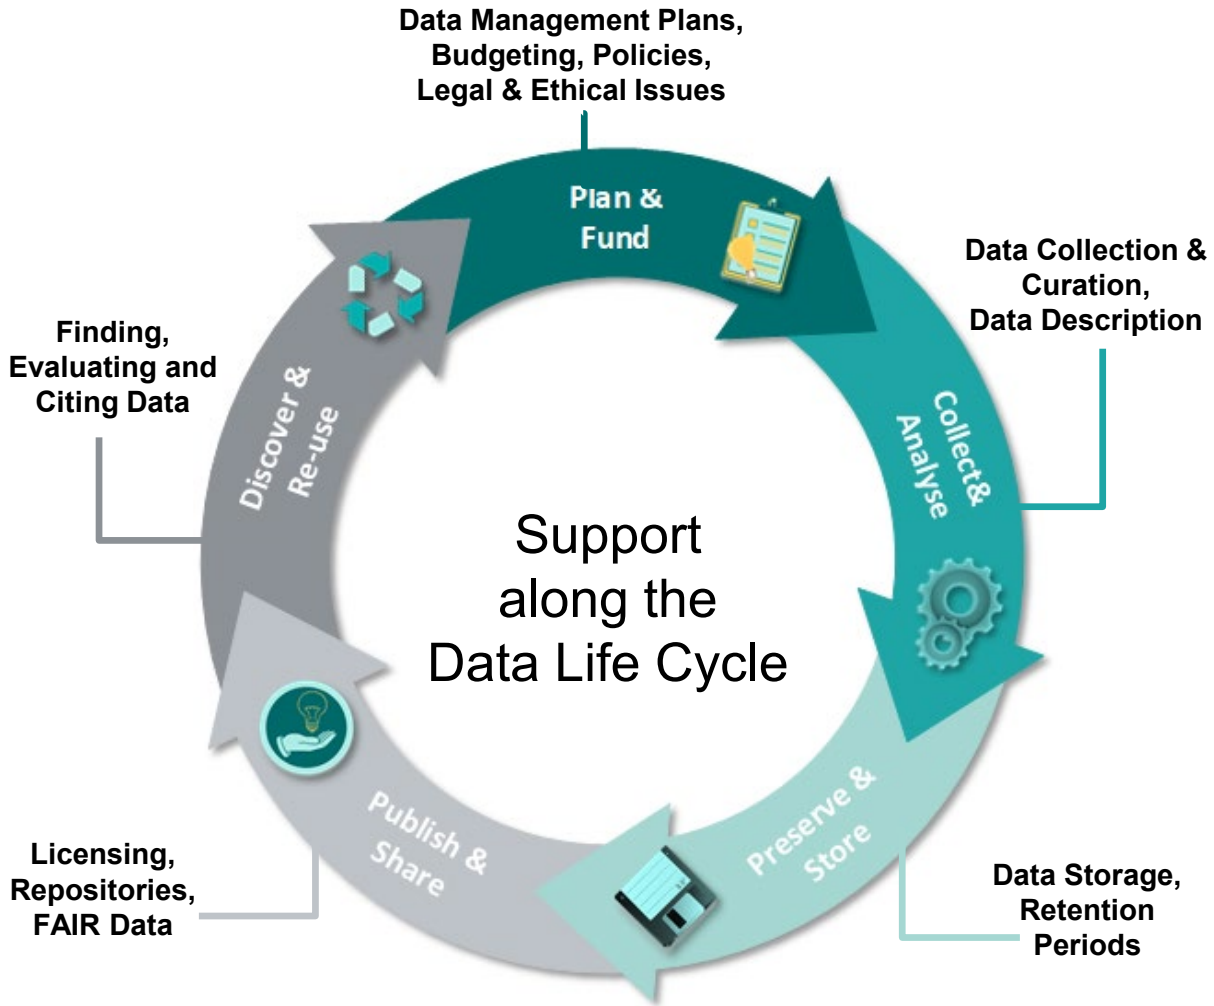 Data Management Plans,
Budgeting, Policies,
Legal & Ethical Issues
Plan &
Fund
Data Collection &
Curation,
Data Description
Collect&
Analyse
Finding,
Evaluating and
Citing Data
Discover &
Re-use
Support
along the
Data Life Cycle
Preserve &
Store
Publish &
Share
Licensing,
Repositories,
FAIR Data
Data Storage,
Retention
Periods